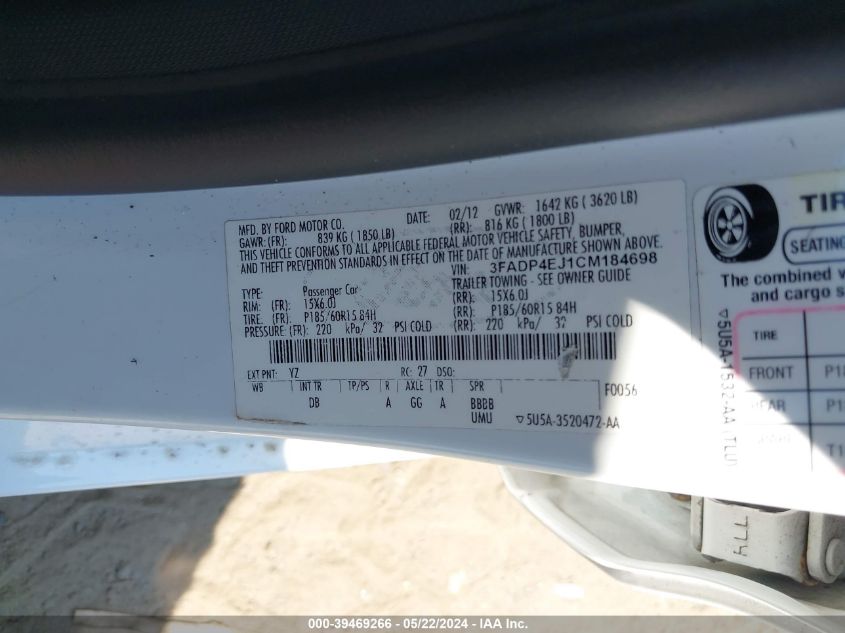 MFD. BY FORD MOTOR CO. DATE: 02/12 GVWR: 1642 KG ( 3620 LB)
GAWR:(FR): 839 KG ( 1850 LB) (RR): 816 KG ( 1800 LB)
THIS VEHICLE CONFORMS TO ALL APPLICABLE FEDERAL MOTOR VEHICLE SAFETY, BUMPER,
AND THEFT PREVENTION STANDARDS IN EFFECT ON THE DATE OF MANUFACTURE SHOWN ABOVE.
VIN: 3FADP4EJ1CM184698
TYPE: Passenger Car TRAILER TOWING - SEE OWNER GUIDE
RIM: (FR): 15X6.0J (RR): 15X6.0J
TIRE: (FR): P185/60R15 84H (RR): P185/60R15 84H
PRESSURE:(FR): 220 kPa/ 32 PSI COLD (RR): 220 kPa/ 32 PSI COLD
EXT PNT: YZ RC: 27 DSO:
WB INT TR TP/PS R AXLE TR SPR F0056
DB A GG A BBBB
UMU ▽5U5A-3520472-AA
TIR
SEATING
The combined
and cargo s
TIRE
FRONT P18
REAR P1
T1
▽5U5A-1532-AA (TLU)
YTT
000-39469266 - 05/22/2024 - IAA Inc.